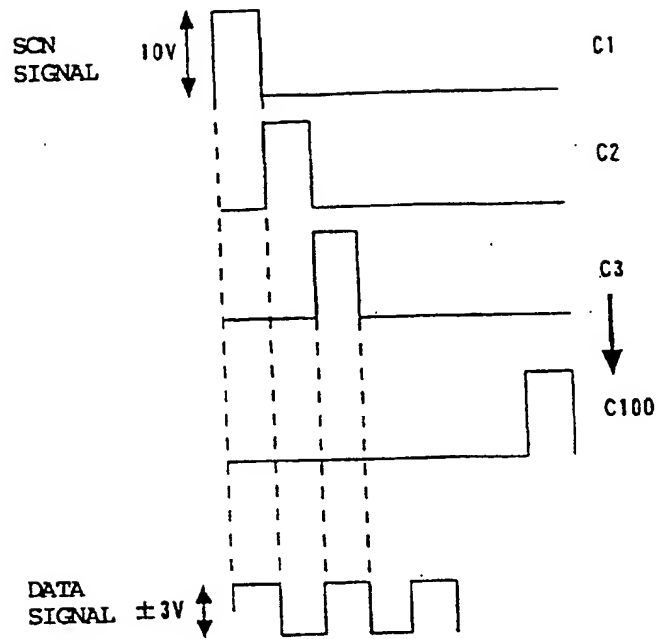 SCN
SIGNAL
10V
C1
C2
C3
C100
DATA
SIGNAL
±3V